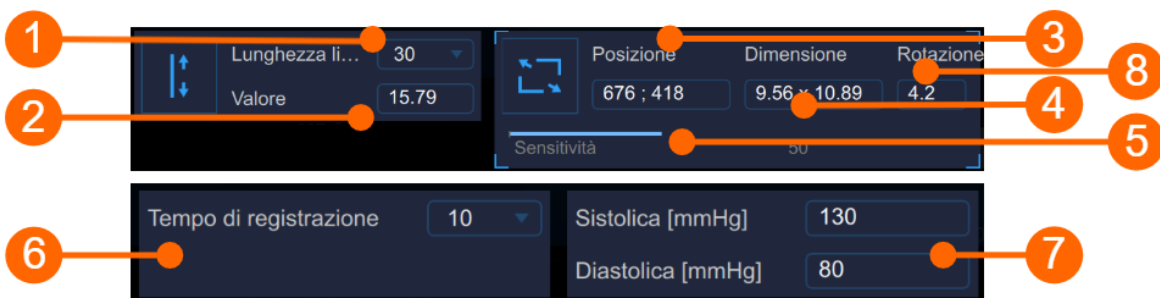 1
Lunghezza li...
30
2
Valore
15.79
Posizione
Dimensione
Rotazione
3
8
676 ; 418
9.56 x 10.89
4.2
4
Sensitività
50
5
6
Tempo di registrazione
10
Sistolica [mmHg]
130
Diastolica [mmHg]
80
7